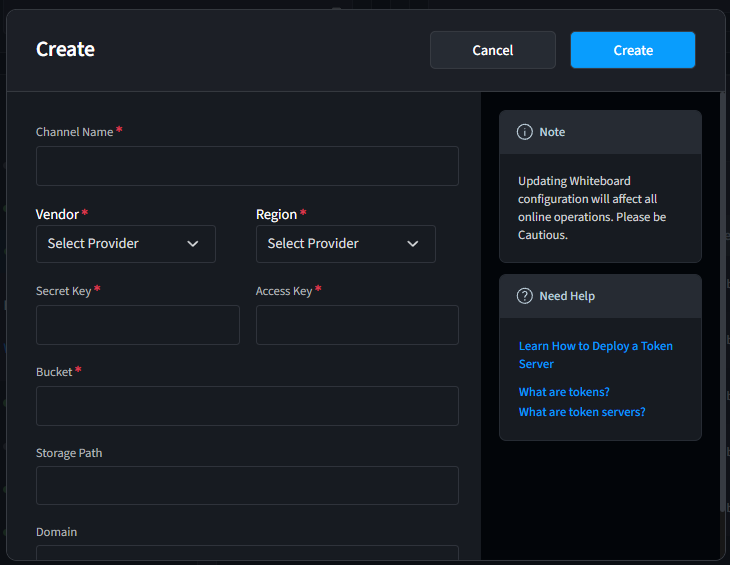 Create
Cancel
Create
Channel Name *
Vendor *
Region *
Select Provider
Select Provider
Secret Key *
Access Key *
Bucket *
Storage Path
Domain
Note
Updating Whiteboard
configuration will affect all
online operations. Please be
Cautious.
Need Help
Learn How to Deploy a Token
Server
What are tokens?
What are token servers?